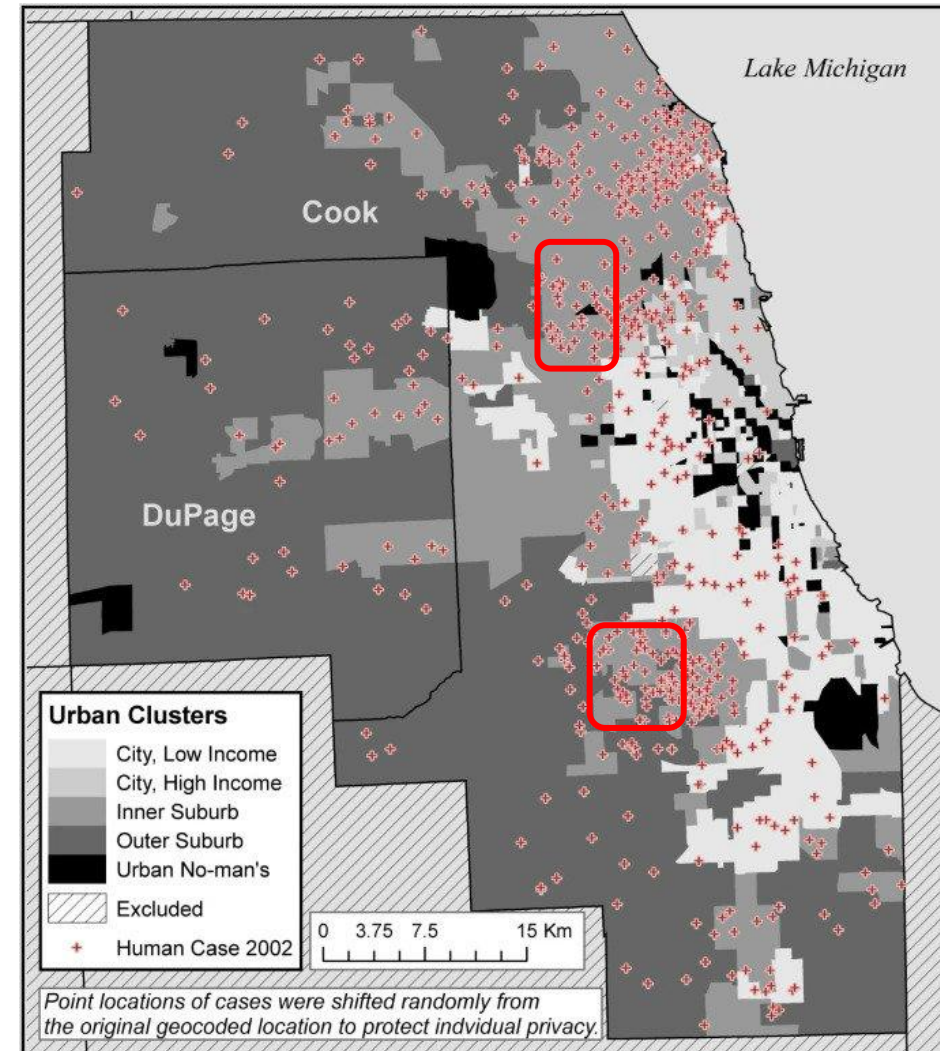 Lake Michigan
Cook
DuPage
Urban Clusters
City, Low Income
City, High Income
Inner Suburb
Outer Suburb
Urban No-man's
Excluded
Human Case 2002
0 3.75 7.5 15 Km
Point locations of cases were shifted randomly from
the original geocoded location to protect indvidual privacy.